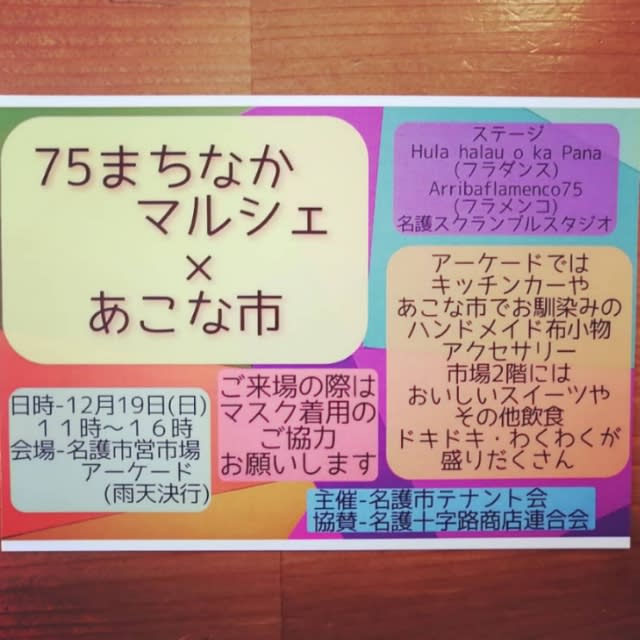 75まちなか
マルシェ
×
あこな市
ステージ
Hula halau o ka Pana
(フラダンス)
Arribaflamenco75
(フラメンコ)
名護スクランブルスタジオ
アーケードでは
キッチンカーや
あこな市でお馴染みの
ハンドメイド布小物
アクセサリー
市場2階には
おいしいスイーツや
その他飲食
ドキドキ・わくわくが
盛りだくさん
日時-12月19日(日)
11時〜16時
会場-名護市営市場
アーケード
(雨天決行)
ご来場の際は
マスク着用の
ご協力
お願いします
主催-名護市テナント会
協賛-名護十字路商店連合会